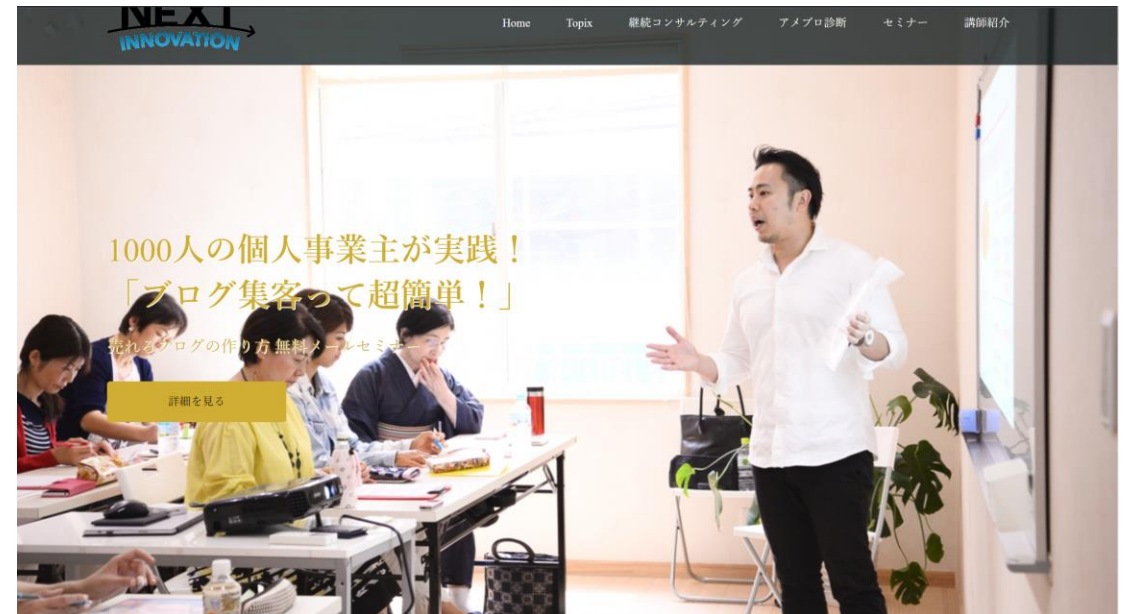 NEXT
INNOVATION
Home Topix 継続コンサルティング アメブロ診断 セミナー 講師紹介
1000人の個人事業主が実践！
「ブログ集客って超簡単！」
売れるブログの作り方 無料メールセミナー
詳細を見る